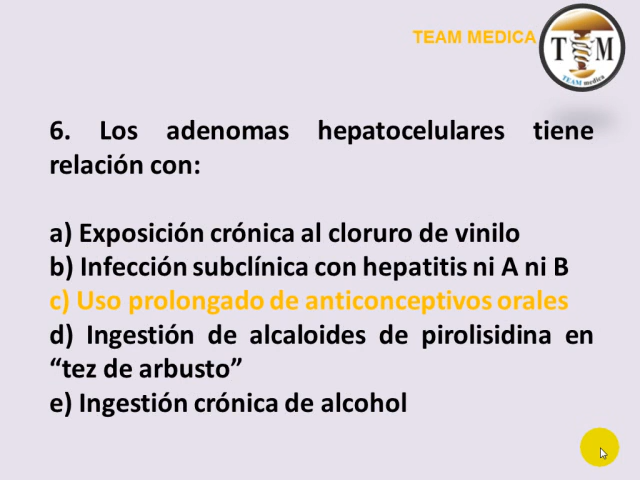 TEAM MEDICA
T M
TEAM medica
6. Los adenomas hepatocelulares tiene
relación con:
a) Exposición crónica al cloruro de vinilo
b) Infección subclínica con hepatitis ni A ni B
c) Uso prolongado de anticonceptivos orales
d) Ingestión de alcaloides de pirolisidina en
“tez de arbusto”
e) Ingestión crónica de alcohol